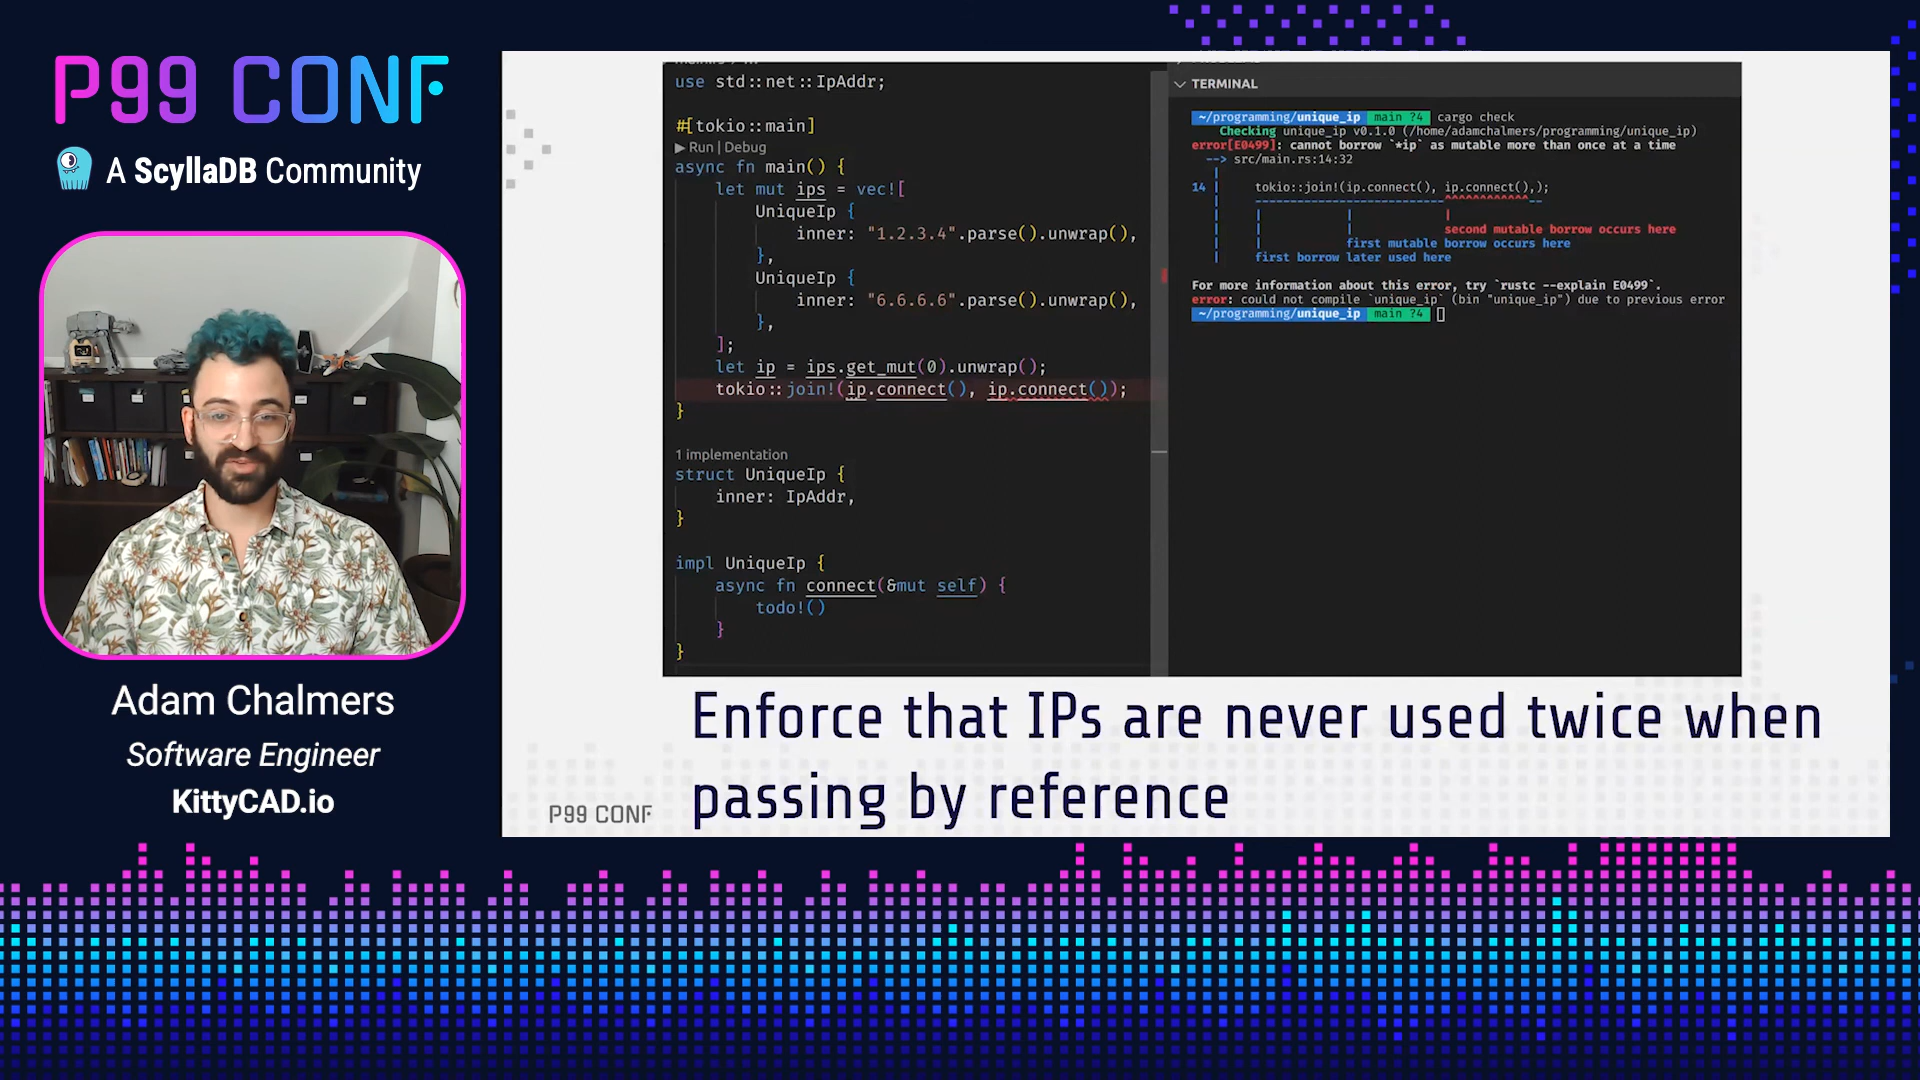 P99 CONF
A ScyllaDB Community
Adam Chalmers
Software Engineer
KittyCAD.io
use std::net::IpAddr;
#[tokio::main]
▶ Run | Debug
async fn main() {
let mut ips = vec![
UniqueIp {
inner: "1.2.3.4".parse().unwrap(),
},
UniqueIp {
inner: "6.6.6.6".parse().unwrap(),
},
];
let ip = ips.get_mut(0).unwrap();
tokio::join!(ip.connect(), ip.connect());
}
1 implementation
struct UniqueIp {
inner: IpAddr,
}
impl UniqueIp {
async fn connect(&mut self) {
todo!()
}
}
TERMINAL
~/programming/unique_ip main ?4 cargo check
Checking unique_ip v0.1.0 (/home/adamchalmers/programming/unique_ip)
error[E0499]: cannot borrow `*ip` as mutable more than once at a time
--> src/main.rs:14:32
|
14 | tokio::join!(ip.connect(), ip.connect(),);
| ---------------------------^^^^^^^^^^^^--
| | | |
| | | second mutable borrow occurs here
| | first mutable borrow occurs here
| first borrow later used here
For more information about this error, try `rustc --explain E0499`.
error: could not compile `unique_ip` (bin "unique_ip") due to previous error
~/programming/unique_ip main ?4
Enforce that IPs are never used twice when
passing by reference
P99 CONF